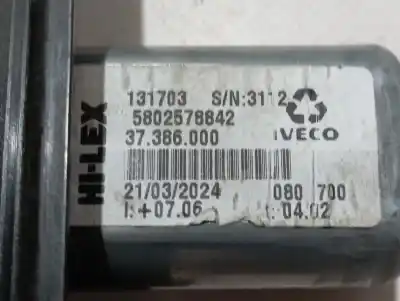 HI-LEX
131703 S/N:3112
5802578842
37.386.000 IVECO
21/03/2024 080 700
I:+07.06 I:04.02